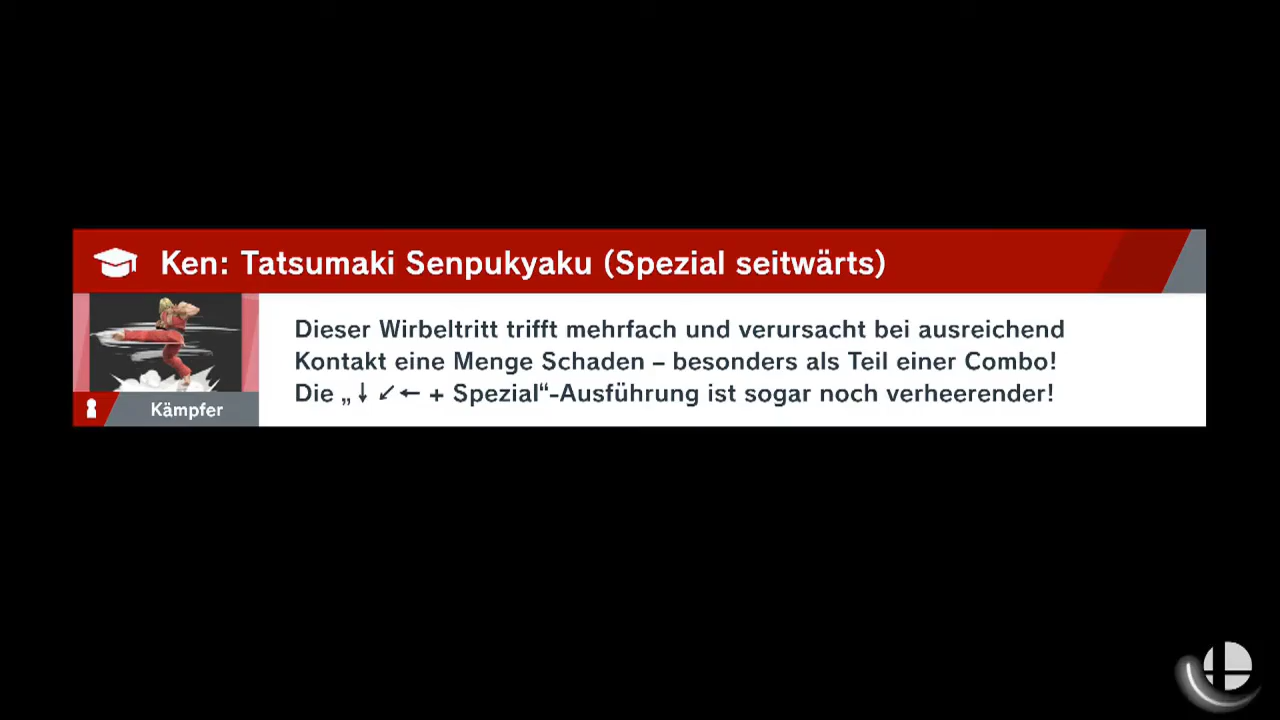 Ken: Tatsumaki Senpukyaku (Spezial seitwärts)
Dieser Wirbeltritt trifft mehrfach und verursacht bei ausreichend
Kontakt eine Menge Schaden – besonders als Teil einer Combo!
Die „↓ ↙ ← + Spezial“-Ausführung ist sogar noch verheerender!
Kämpfer